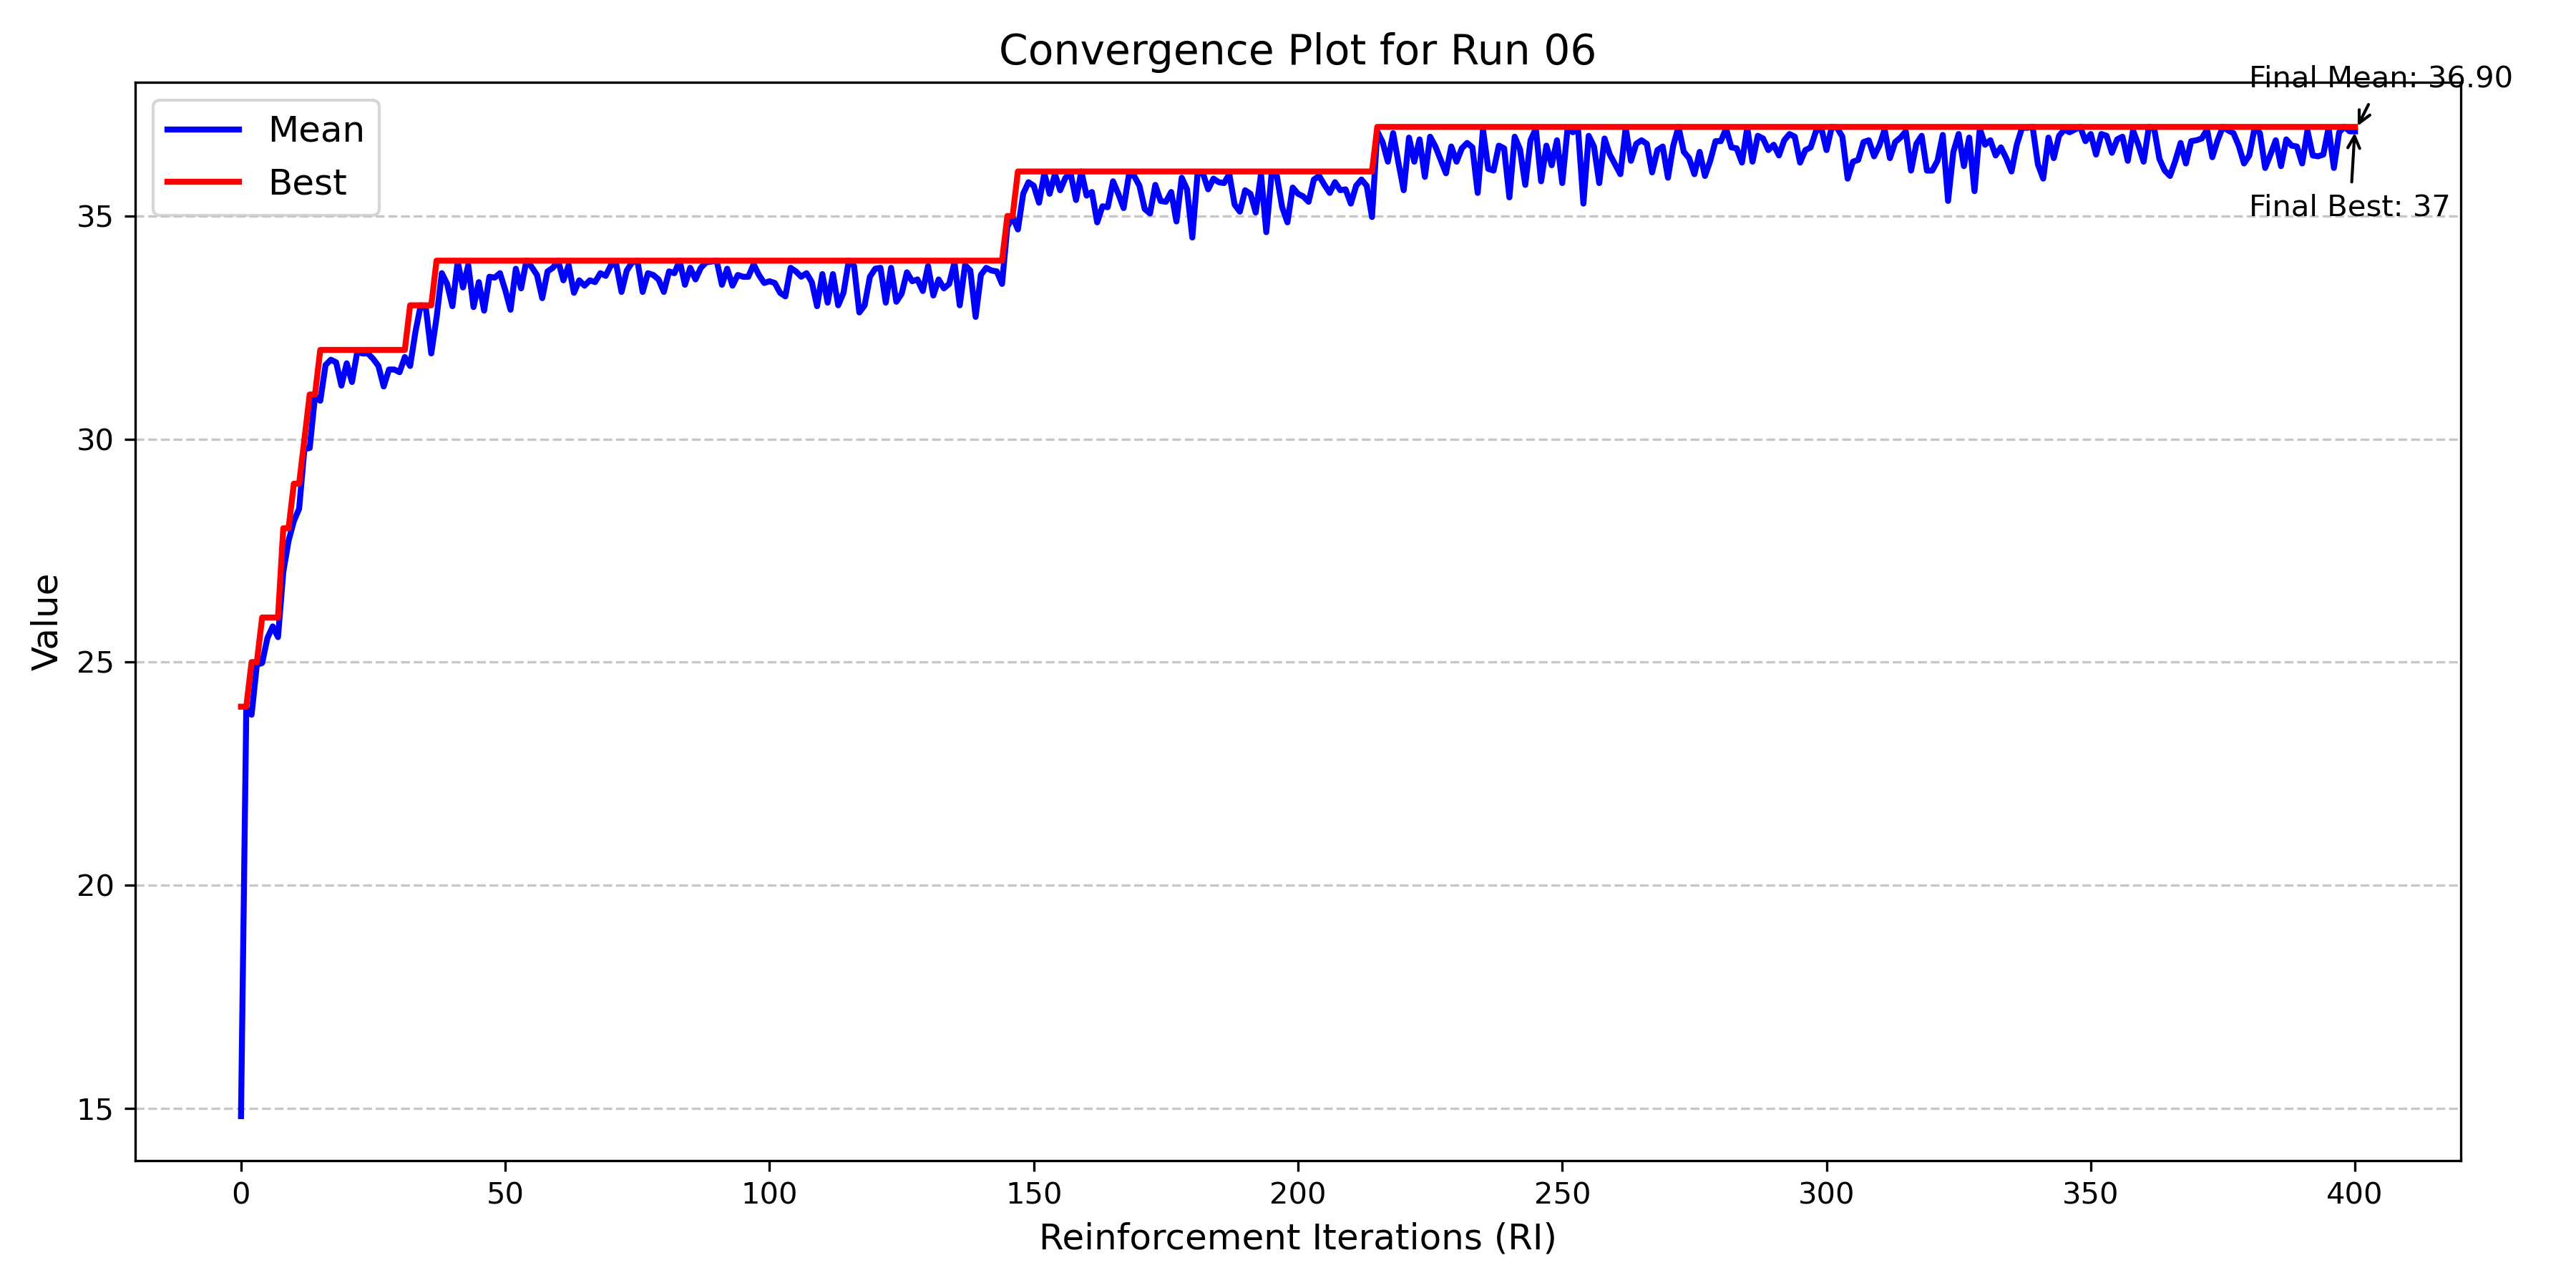 Convergence Plot for Run 06
Final Mean: 36.90
Mean
Best
Final Best: 37
35
30
25
20
15
Value
0 50 100 150 200 250 300 350 400
Reinforcement Iterations (RI)